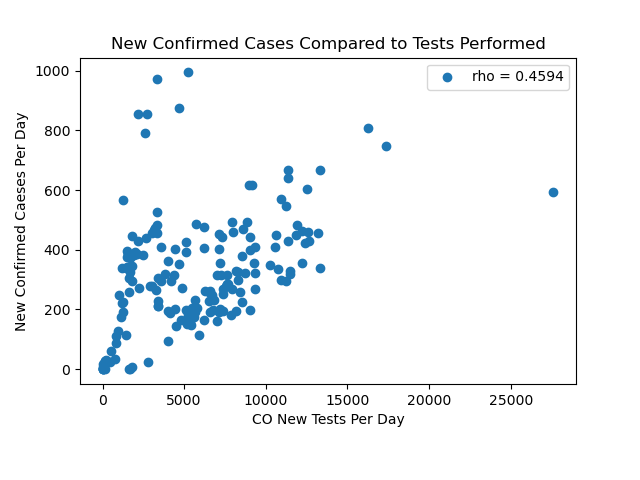 New Confirmed Cases Compared to Tests Performed
rho = 0.4594
New Confirmed Caeses Per Day
1000
800
600
400
200
0
0 5000 10000 15000 20000 25000
CO New Tests Per Day